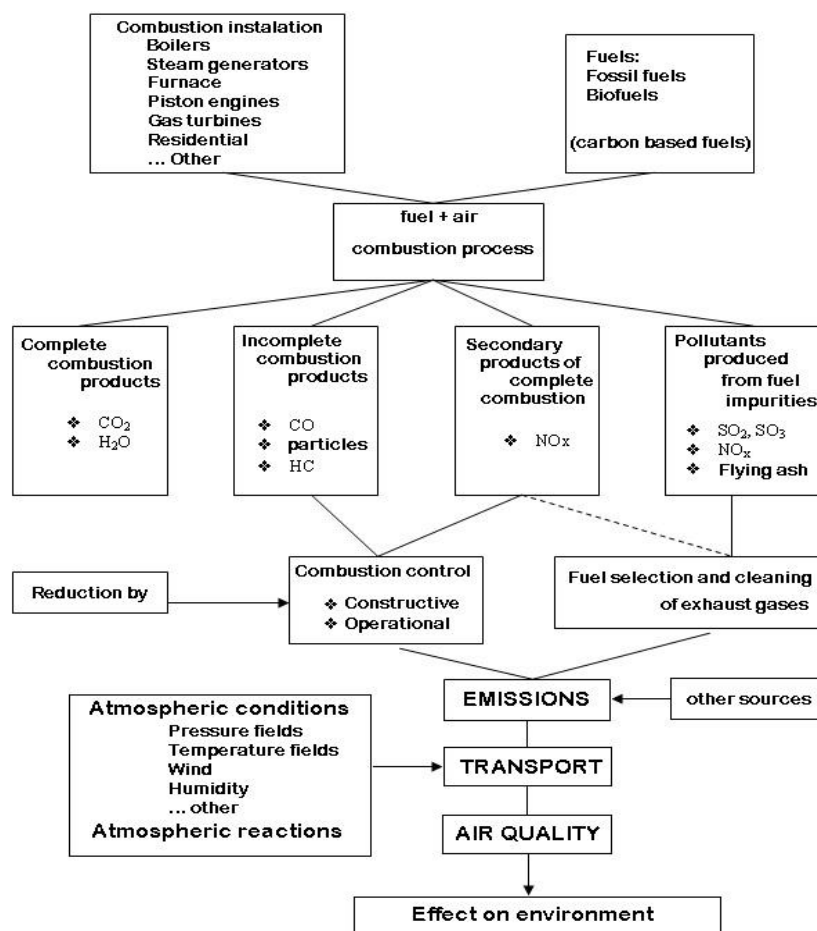 Combustion instalation
Boilers
Steam generators
Furnace
Piston engines
Gas turbines
Residential
... Other
Fuels:
Fossil fuels
Biofuels
(carbon based fuels)
fuel + air
combustion process
Complete
combustion
products
❖ CO₂
❖ H₂O
Incomplete
combustion
products
❖ CO
❖ particles
❖ HC
Secondary
products of
complete
combustion
❖ NOx
Pollutants
produced
from fuel
impurities
❖ SO₂, SO₃
❖ NOₓ
❖ Flying ash
Reduction by
Combustion control
❖ Constructive
❖ Operational
Fuel selection and cleaning
of exhaust gases
EMISSIONS
other sources
Atmospheric conditions
Pressure fields
Temperature fields
Wind
Humidity
... other
Atmospheric reactions
TRANSPORT
AIR QUALITY
Effect on environment